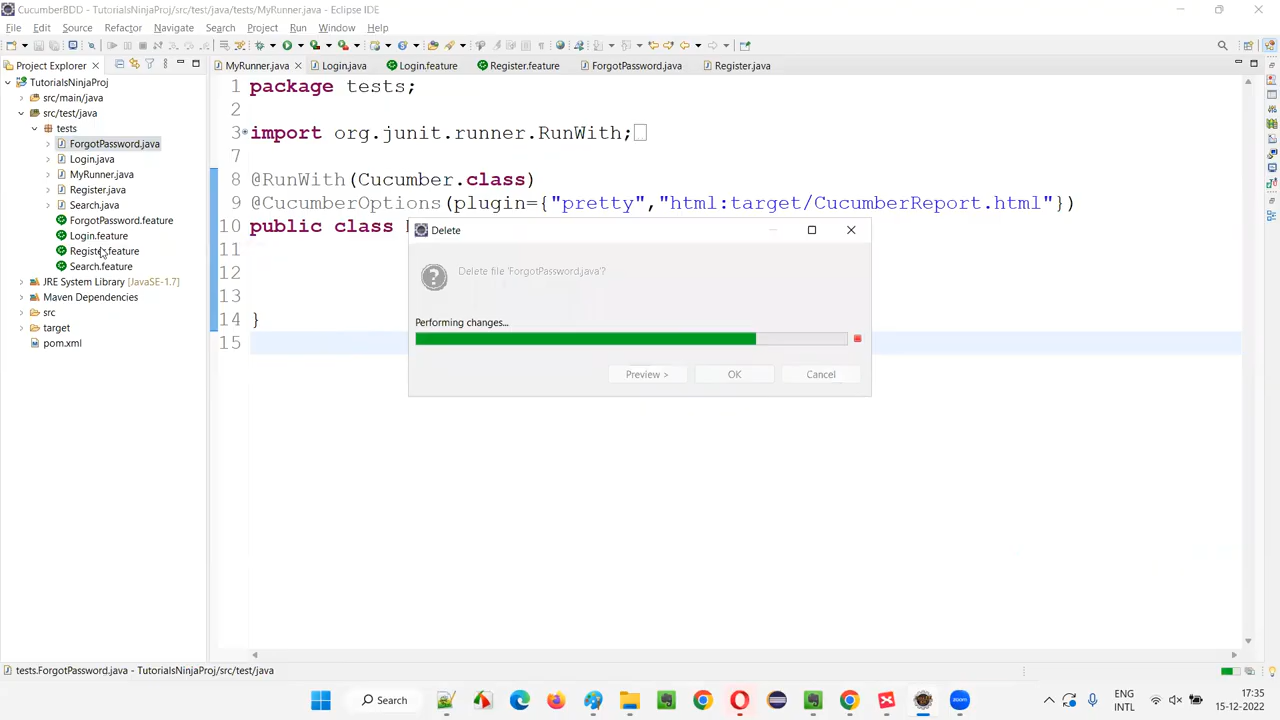 CucumberBDD - TutorialsNinjaProj/src/test/java/tests/MyRunner.java - Eclipse IDE
File Edit Source Refactor Navigate Search Project Run Window Help
Project Explorer
MyRunner.java Login.java Login.feature Register.feature ForgotPassword.java Register.java
TutorialsNinjaProj
src/main/java
src/test/java
tests
ForgotPassword.java
Login.java
MyRunner.java
Register.java
Search.java
ForgotPassword.feature
Login.feature
Register.feature
Search.feature
JRE System Library [JavaSE-1.7]
Maven Dependencies
src
target
pom.xml
1 package tests;
2
3 import org.junit.runner.RunWith;
7
8 @RunWith(Cucumber.class)
9 @CucumberOptions(plugin={"pretty","html:target/CucumberReport.html"})
10 public class
11
12
13
14 }
15
Delete
Delete file 'ForgotPassword.java'?
Performing changes...
Preview > OK Cancel
tests.ForgotPassword.java - TutorialsNinjaProj/src/test/java
Search
ENG
INTL
17:35
15-12-2022